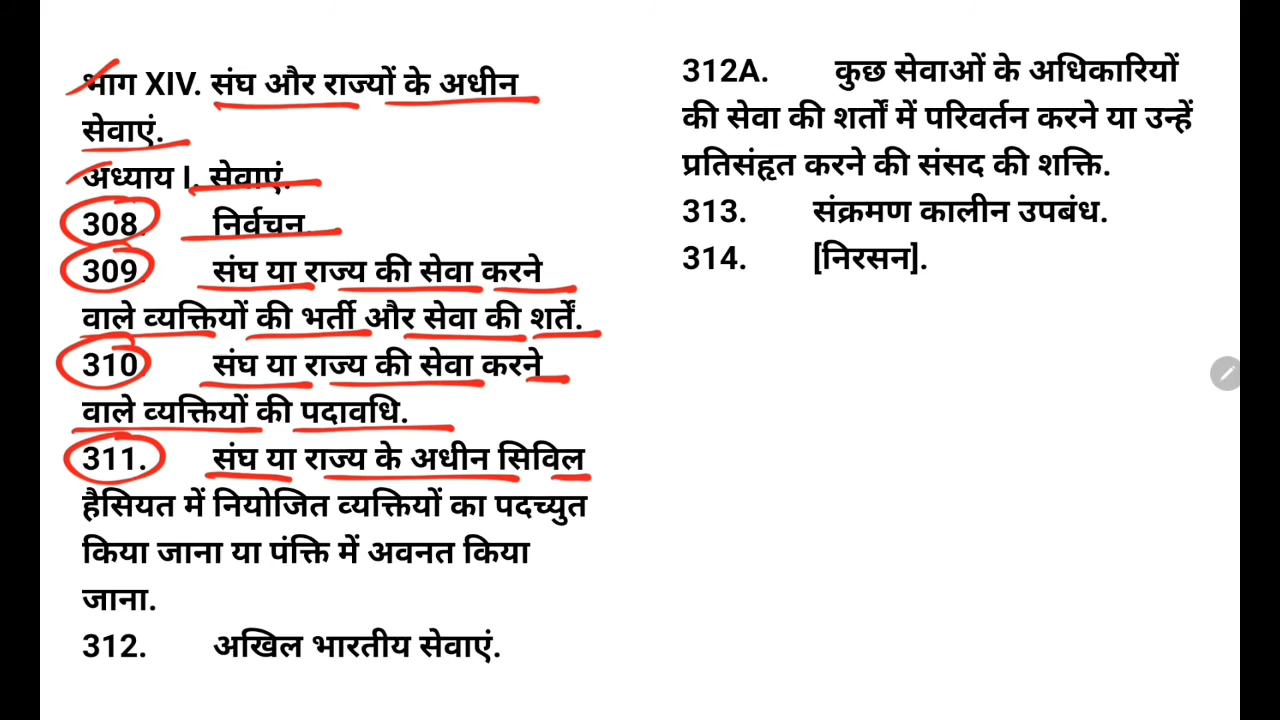 भाग XIV. संघ और राज्यों के अधीन
सेवाएं.
अध्याय I. सेवाएं.
308. निर्वचन
309. संघ या राज्य की सेवा करने
वाले व्यक्तियों की भर्ती और सेवा की शर्तें.
310 संघ या राज्य की सेवा करने
वाले व्यक्तियों की पदावधि.
311. संघ या राज्य के अधीन सिविल
हैसियत में नियोजित व्यक्तियों का पदच्युत
किया जाना या पंक्ति में अवनत किया
जाना.
312. अखिल भारतीय सेवाएं.
312A. कुछ सेवाओं के अधिकारियों
की सेवा की शर्तों में परिवर्तन करने या उन्हें
प्रतिसंहृत करने की संसद की शक्ति.
313. संक्रमण कालीन उपबंध.
314. [निरसन].